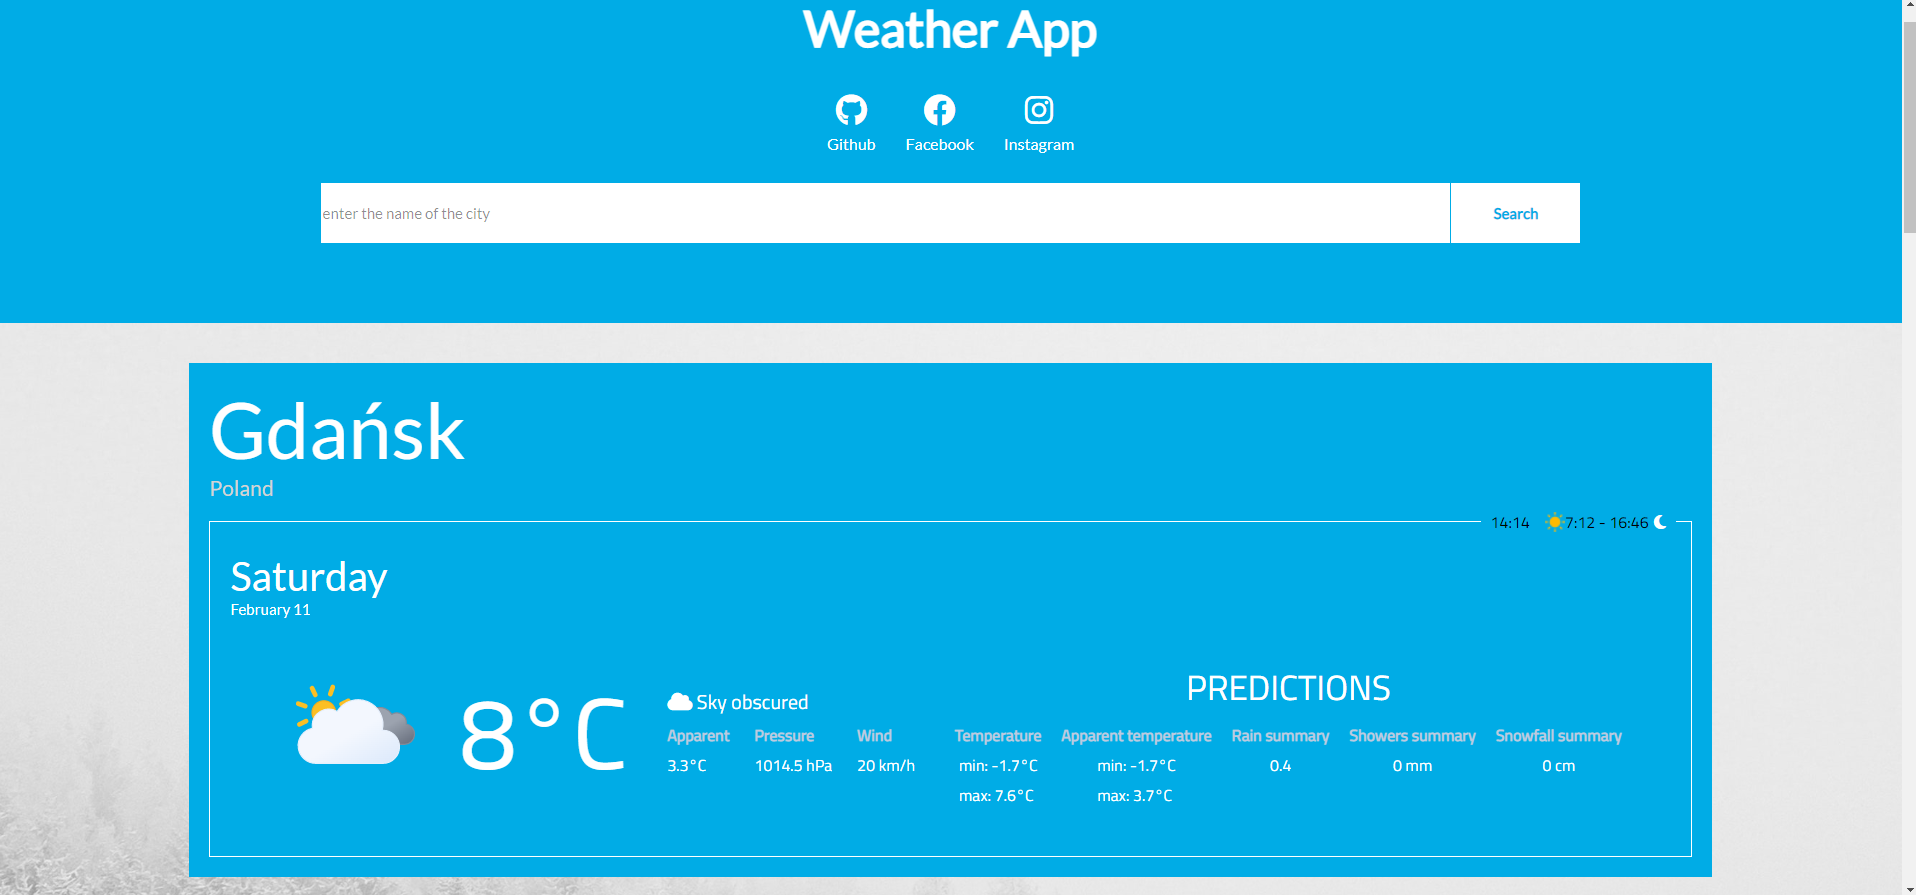 Weather App
Github Facebook Instagram
enter the name of the city Search
Gdańsk
Poland
14:14 7:12 - 16:46
Saturday
February 11
8°C
Sky obscured
Apparent Pressure Wind
3.3°C 1014.5 hPa 20 km/h
PREDICTIONS
Temperature Apparent temperature Rain summary Showers summary Snowfall summary
min: -1.7°C min: -1.7°C 0.4 0 mm 0 cm
max: 7.6°C max: 3.7°C